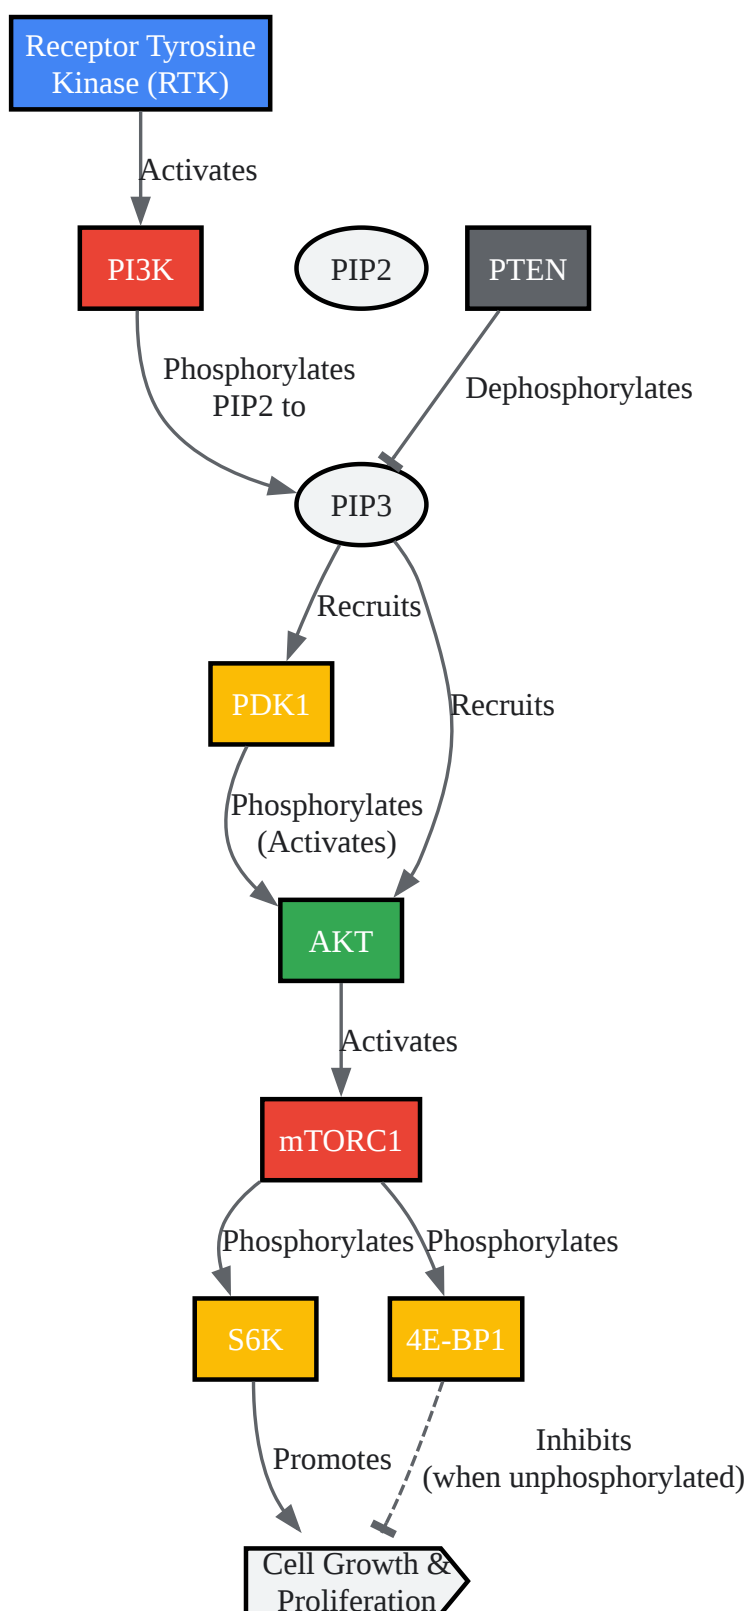 Receptor Tyrosine
Kinase (RTK)
Activates
PI3K
PIP2
PTEN
Phosphorylates
PIP2 to
Dephosphorylates
PIP3
Recruits
PDK1
Recruits
Phosphorylates
(Activates)
AKT
Activates
mTORC1
Phosphorylates
Phosphorylates
S6K
4E-BP1
Promotes
Inhibits
(when unphosphorylated)
Cell Growth &
Proliferation